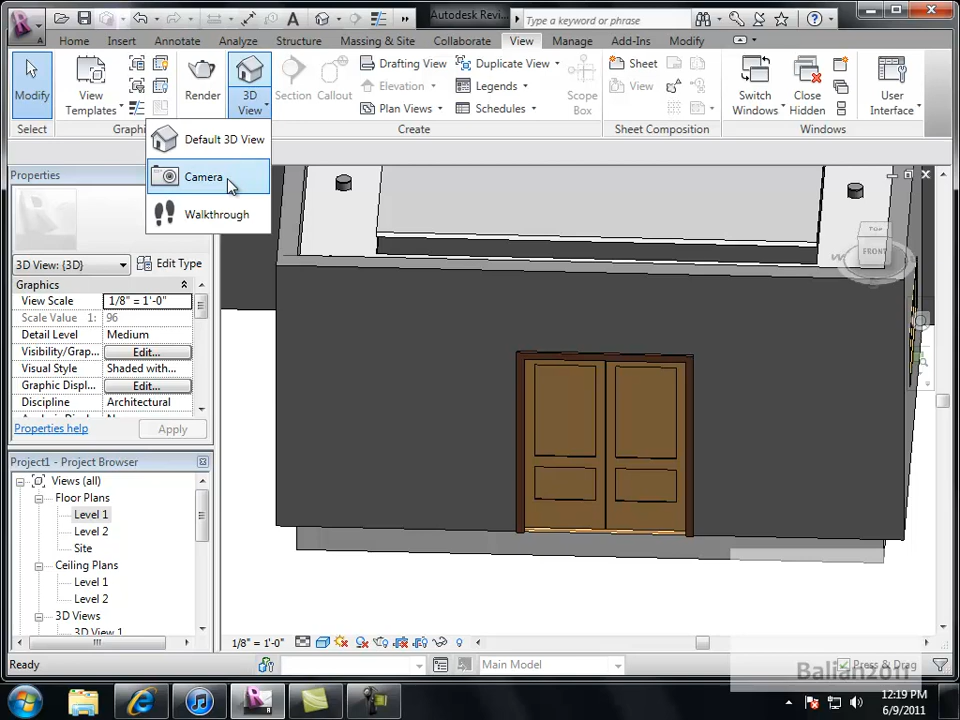 Autodesk Revi...
Type a keyword or phrase
Home Insert Annotate Analyze Structure Massing & Site Collaborate View Manage Add-Ins Modify
Modify
View Templates
Render
3D View
Section
Callout
Drafting View
Elevation
Plan Views
Duplicate View
Legends
Schedules
Scope Box
Sheet
View
Switch Windows
Close Hidden
User Interface
Select
Graphi
Create
Sheet Composition
Windows
Default 3D View
Camera
Walkthrough
Properties
3D View: {3D}
Edit Type
Graphics
View Scale 1/8" = 1'-0"
Scale Value 1: 96
Detail Level Medium
Visibility/Grap... Edit...
Visual Style Shaded with...
Graphic Displ... Edit...
Discipline Architectural
Properties help
Apply
Project1 - Project Browser
Views (all)
Floor Plans
Level 1
Level 2
Site
Ceiling Plans
Level 1
Level 2
3D Views
3D View 1
TOP
FRONT
W
1/8" = 1'-0"
Ready
Main Model
Press & Drag
Balian2011
12:19 PM
6/9/2011